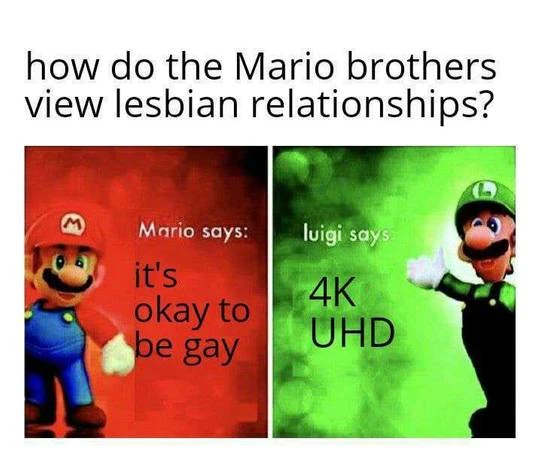 how do the Mario brothers
view lesbian relationships?
M
Mario says:
it's
okay to
be gay
L
luigi says:
4K
UHD